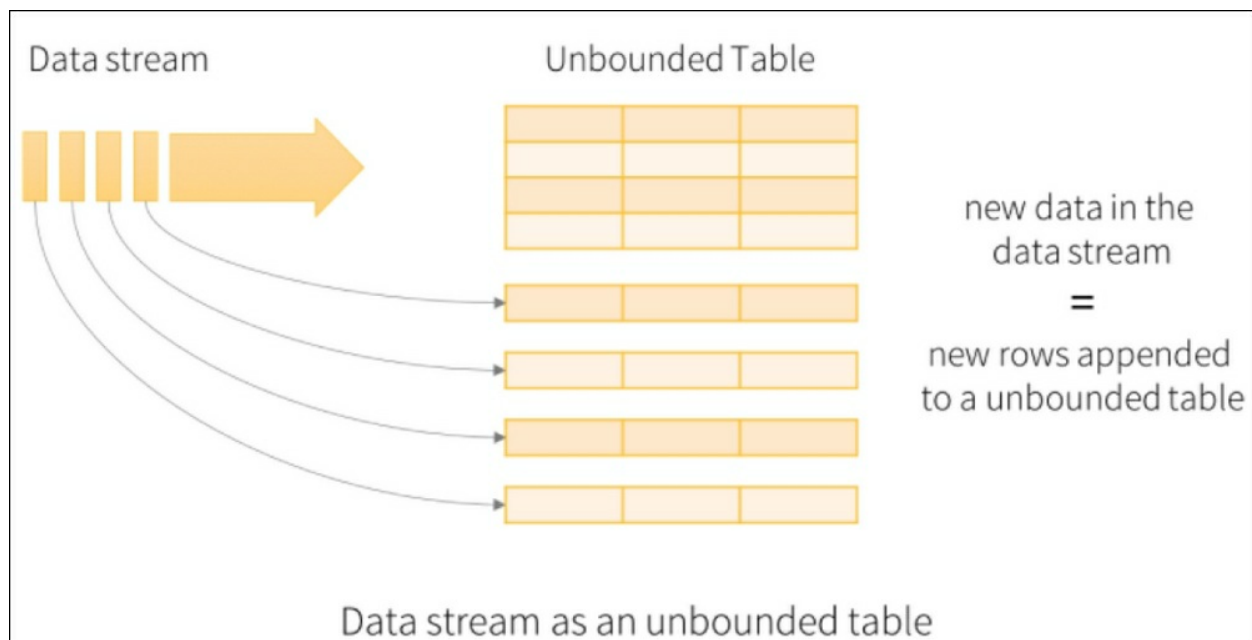 Data stream
Unbounded Table
new data in the
data stream
=
new rows appended
to a unbounded table
Data stream as an unbounded table